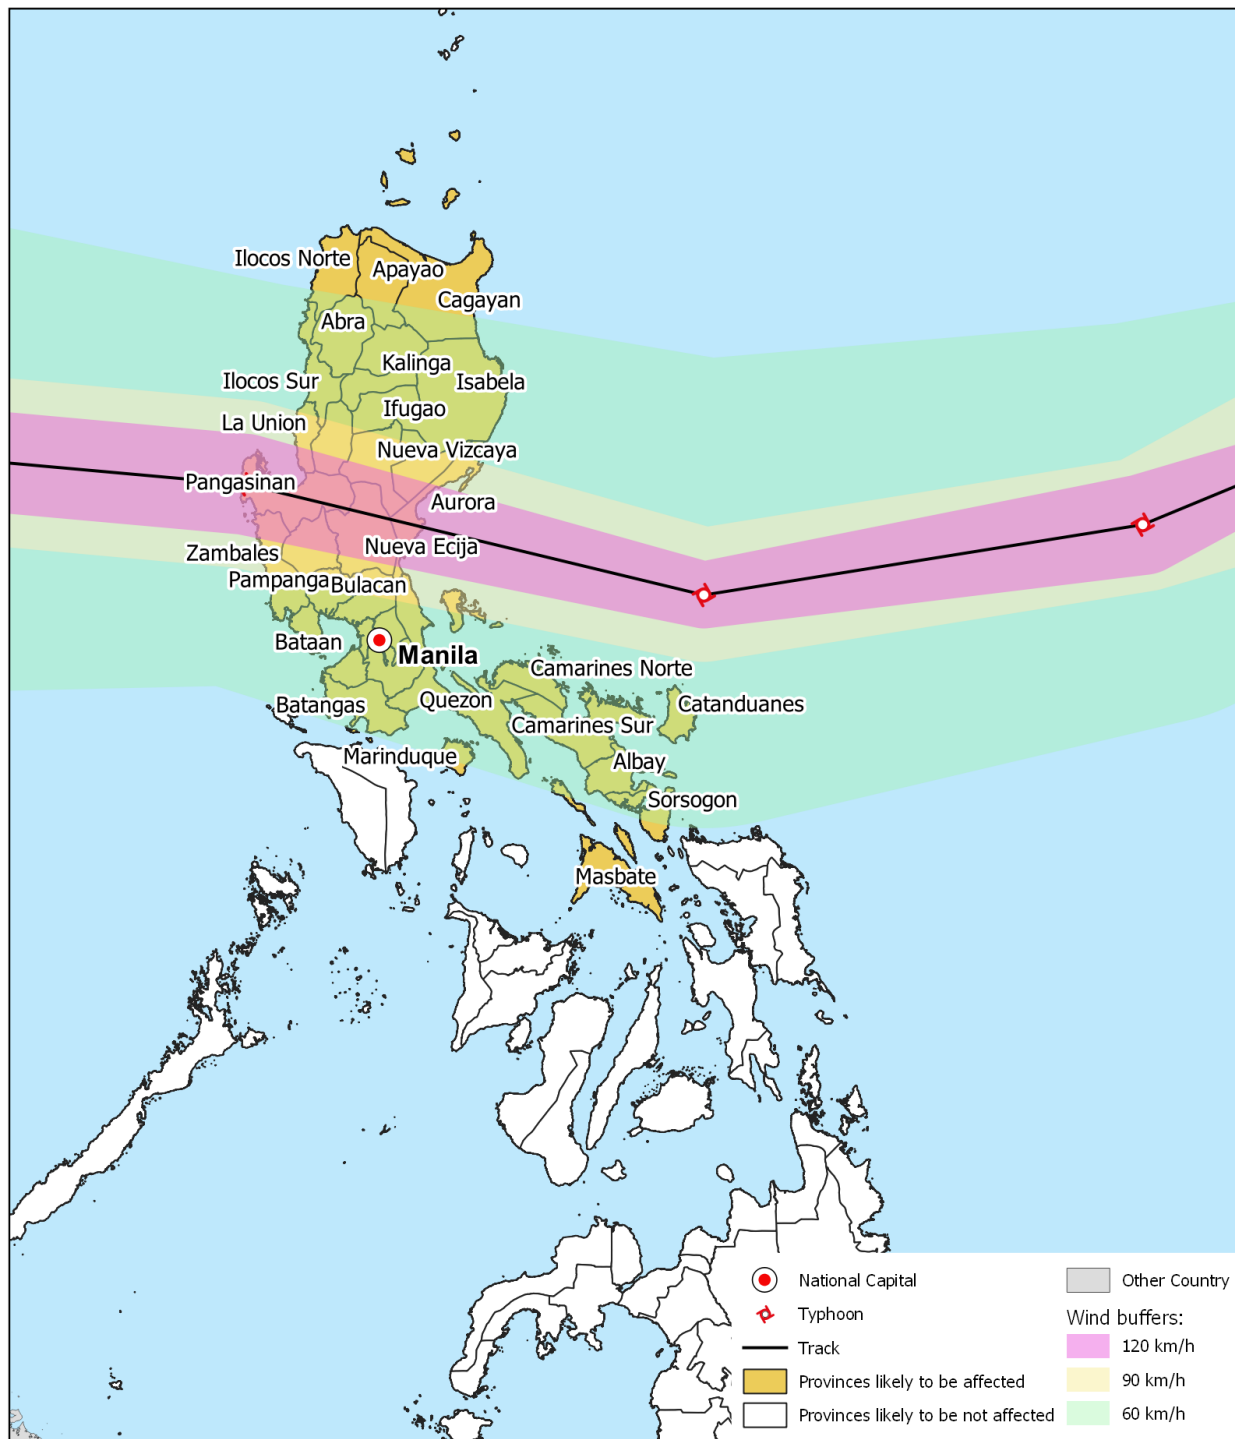 Ilocos Norte
Apayao
Cagayan
Abra
Kalinga
Ilocos Sur
Isabela
Ifugao
La Union
Nueva Vizcaya
Pangasinan
Aurora
Nueva Ecija
Zambales
Pampanga
Bulacan
Bataan
Manila
Camarines Norte
Quezon
Batangas
Catanduanes
Camarines Sur
Marinduque
Albay
Sorsogon
Masbate
National Capital
Typhoon
Track
Provinces likely to be affected
Provinces likely to be not affected
Other Country
Wind buffers:
120 km/h
90 km/h
60 km/h